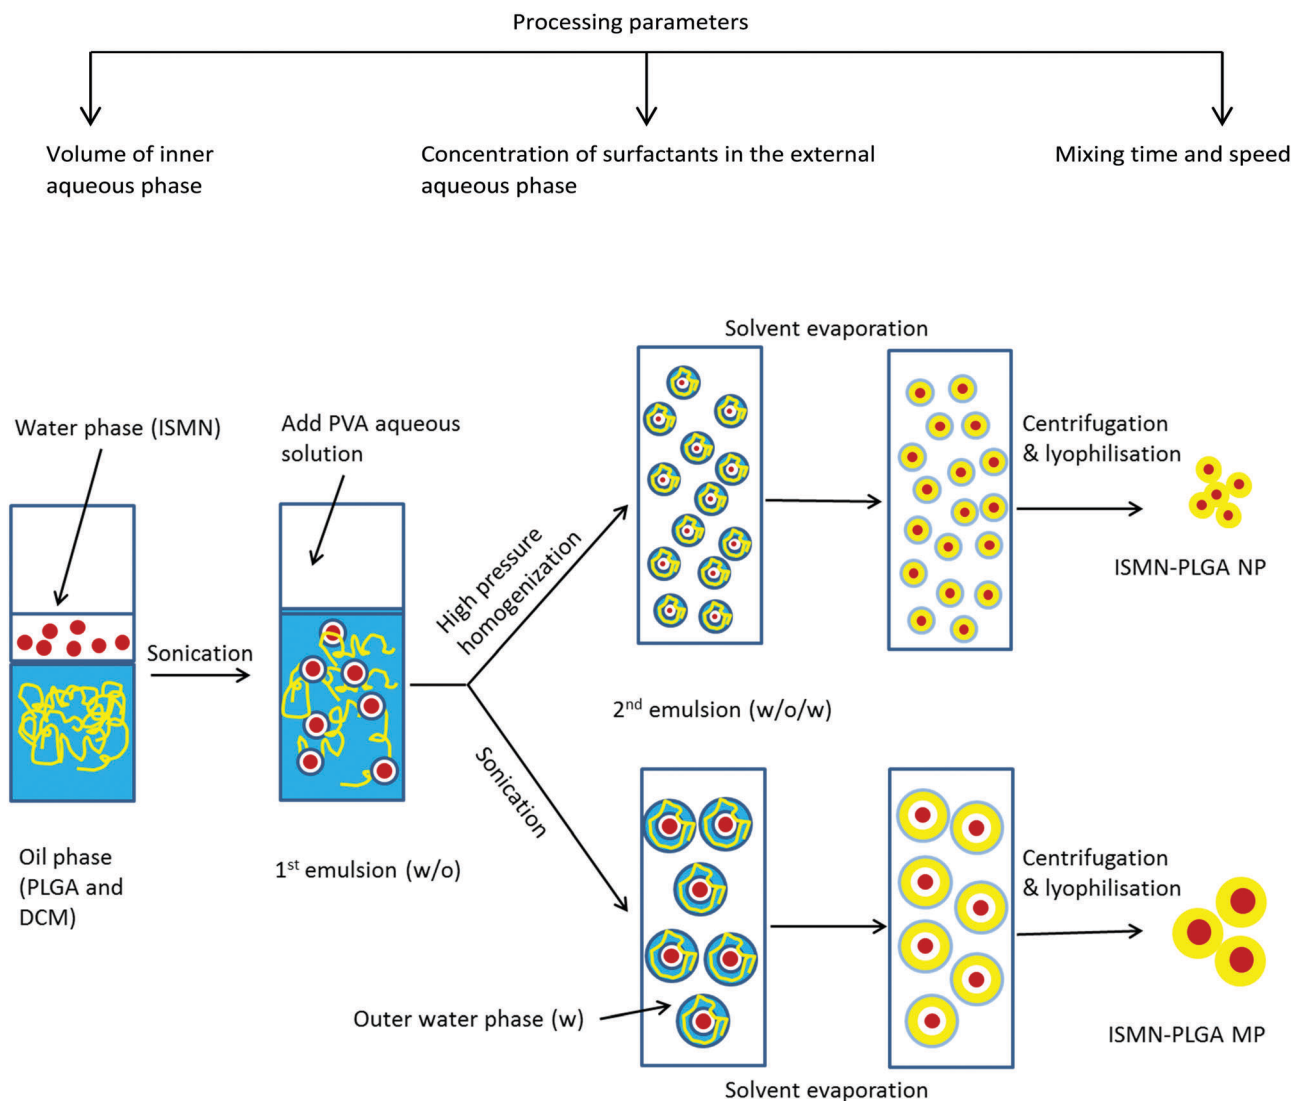 Processing parameters
Volume of inner
aqueous phase
Concentration of surfactants in the external
aqueous phase
Mixing time and speed
Solvent evaporation
Water phase (ISMN)
Add PVA aqueous
solution
Centrifugation
& lyophilisation
High pressure
homogenization
ISMN-PLGA NP
Sonication
2nd emulsion (w/o/w)
Sonication
Oil phase
(PLGA and
DCM)
1st emulsion (w/o)
Centrifugation
& lyophilisation
Outer water phase (w)
ISMN-PLGA MP
Solvent evaporation